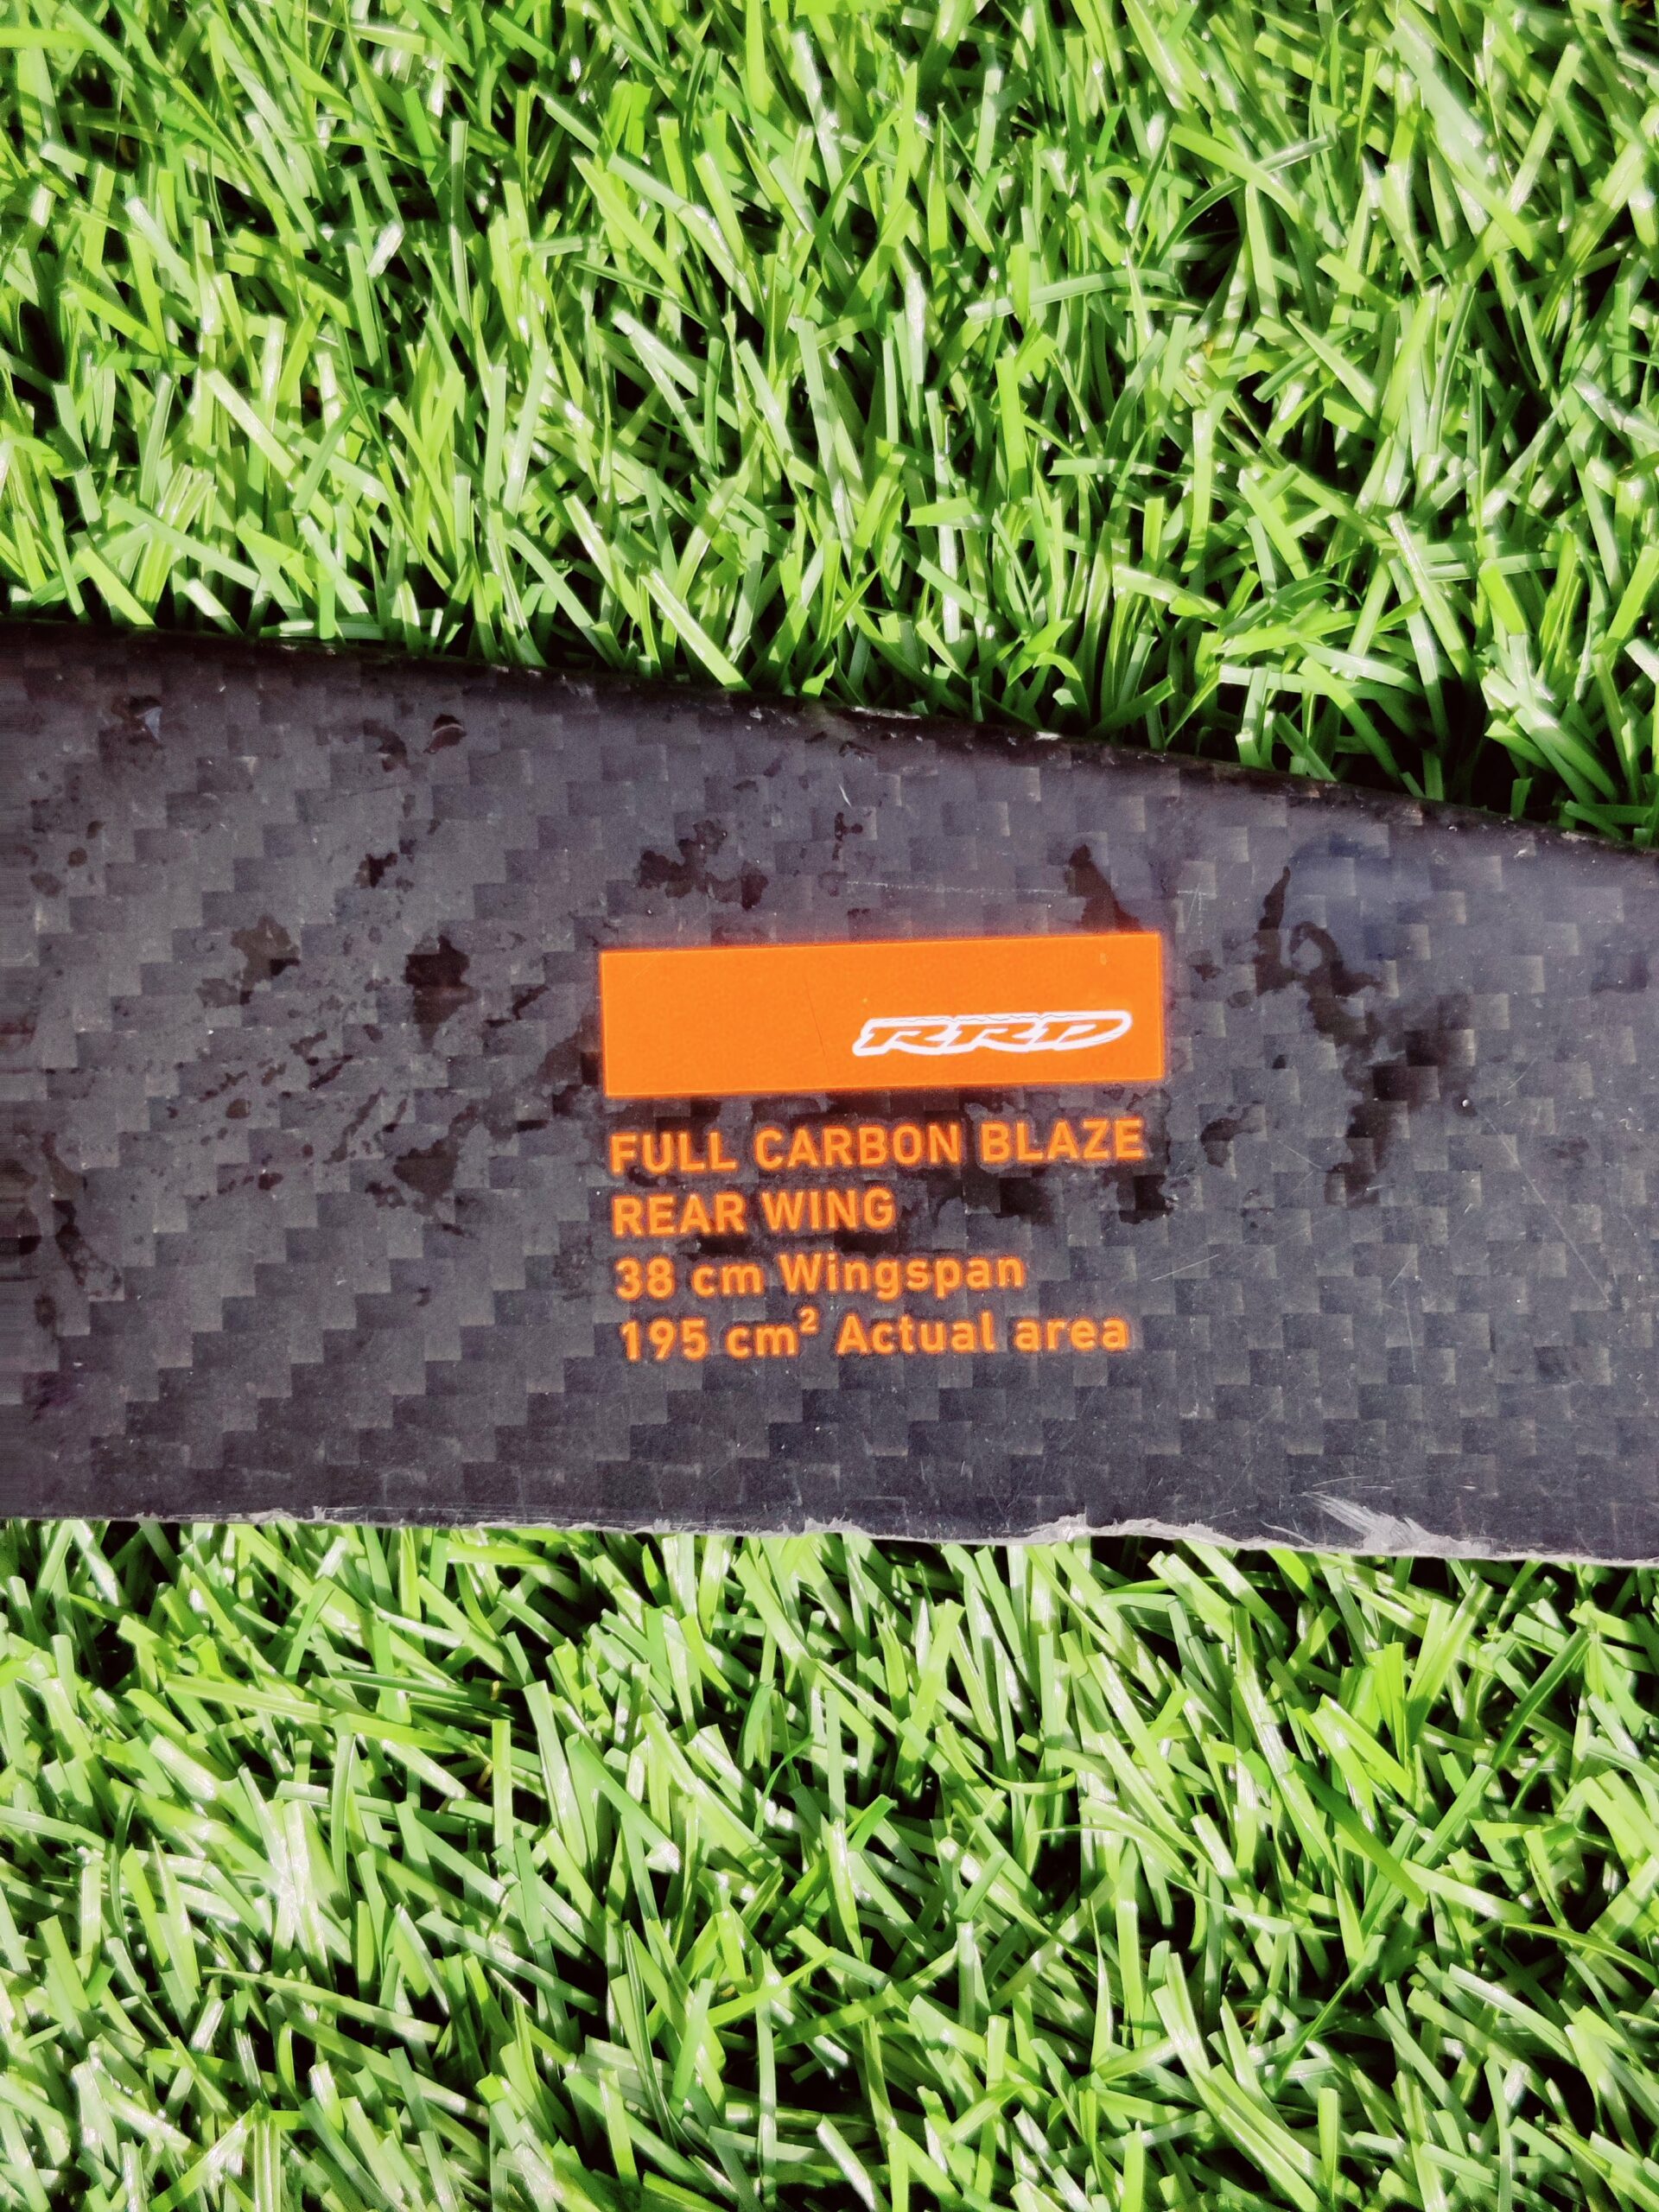 RRD
FULL CARBON BLAZE
REAR WING
38 cm Wingspan
195 cm² Actual area